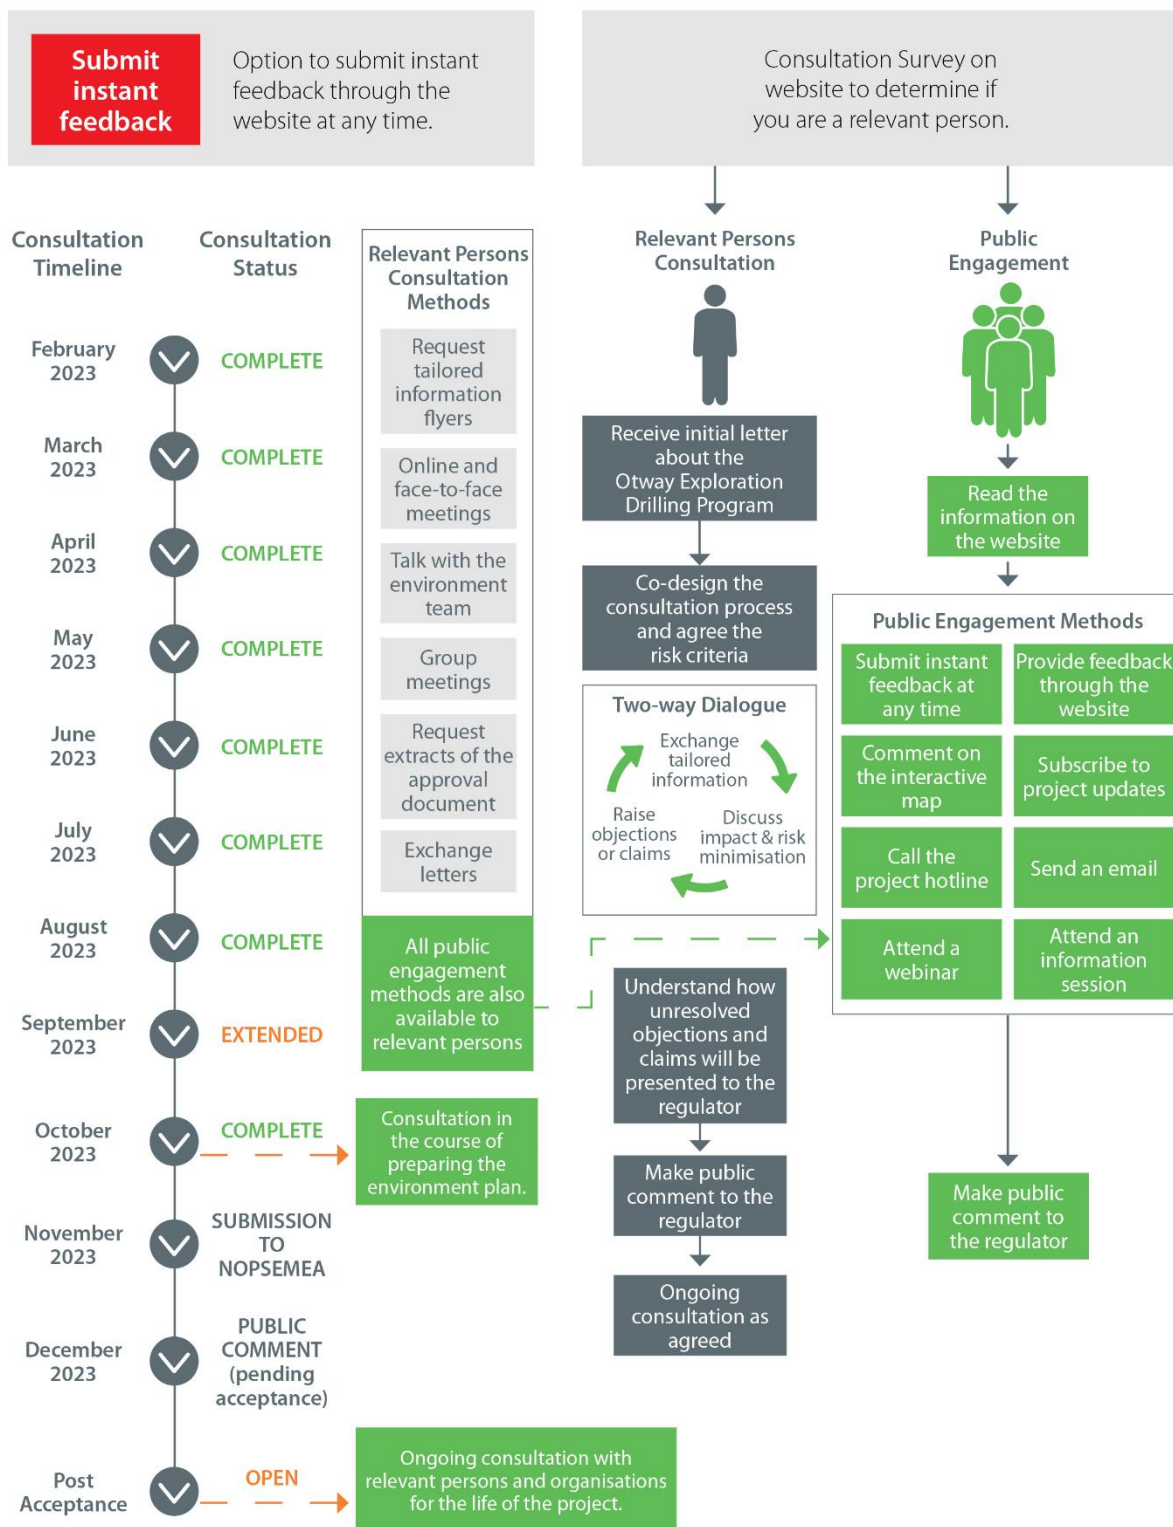 Submit
instant
feedback
Option to submit instant
feedback through the
website at any time.
Consultation Survey on
website to determine if
you are a relevant person.
Consultation
Timeline
Consultation
Status
February
2023
COMPLETE
March
2023
COMPLETE
April
2023
COMPLETE
May
2023
COMPLETE
June
2023
COMPLETE
July
2023
COMPLETE
August
2023
COMPLETE
September
2023
EXTENDED
October
2023
COMPLETE
November
2023
SUBMISSION
TO
NOPSEMEA
December
2023
PUBLIC
COMMENT
(pending
acceptance)
Post
Acceptance
OPEN
Relevant Persons
Consultation
Methods
Request
tailored
information
flyers
Online and
face-to-face
meetings
Talk with the
environment
team
Group
meetings
Request
extracts of the
approval
document
Exchange
letters
All public
engagement
methods are also
available to
relevant persons
Consultation in
the course of
preparing the
environment plan.
Ongoing consultation with
relevant persons and organisations
for the life of the project.
Relevant Persons
Consultation
Receive initial letter
about the
Otway Exploration
Drilling Program
Co-design the
consultation process
and agree the
risk criteria
Two-way Dialogue
Exchange
tailored
information
Discuss
impact & risk
minimisation
Raise
objections
or claims
Understand how
unresolved
objections and
claims will be
presented to the
regulator
Make public
comment to the
regulator
Ongoing
consultation as
agreed
Public
Engagement
Read the
information on
the website
Public Engagement Methods
Submit instant
feedback at
any time
Provide feedback
through the
website
Comment on
the interactive
map
Subscribe to
project updates
Call the
project hotline
Send an email
Attend a
webinar
Attend an
information
session
Make public
comment to
the regulator